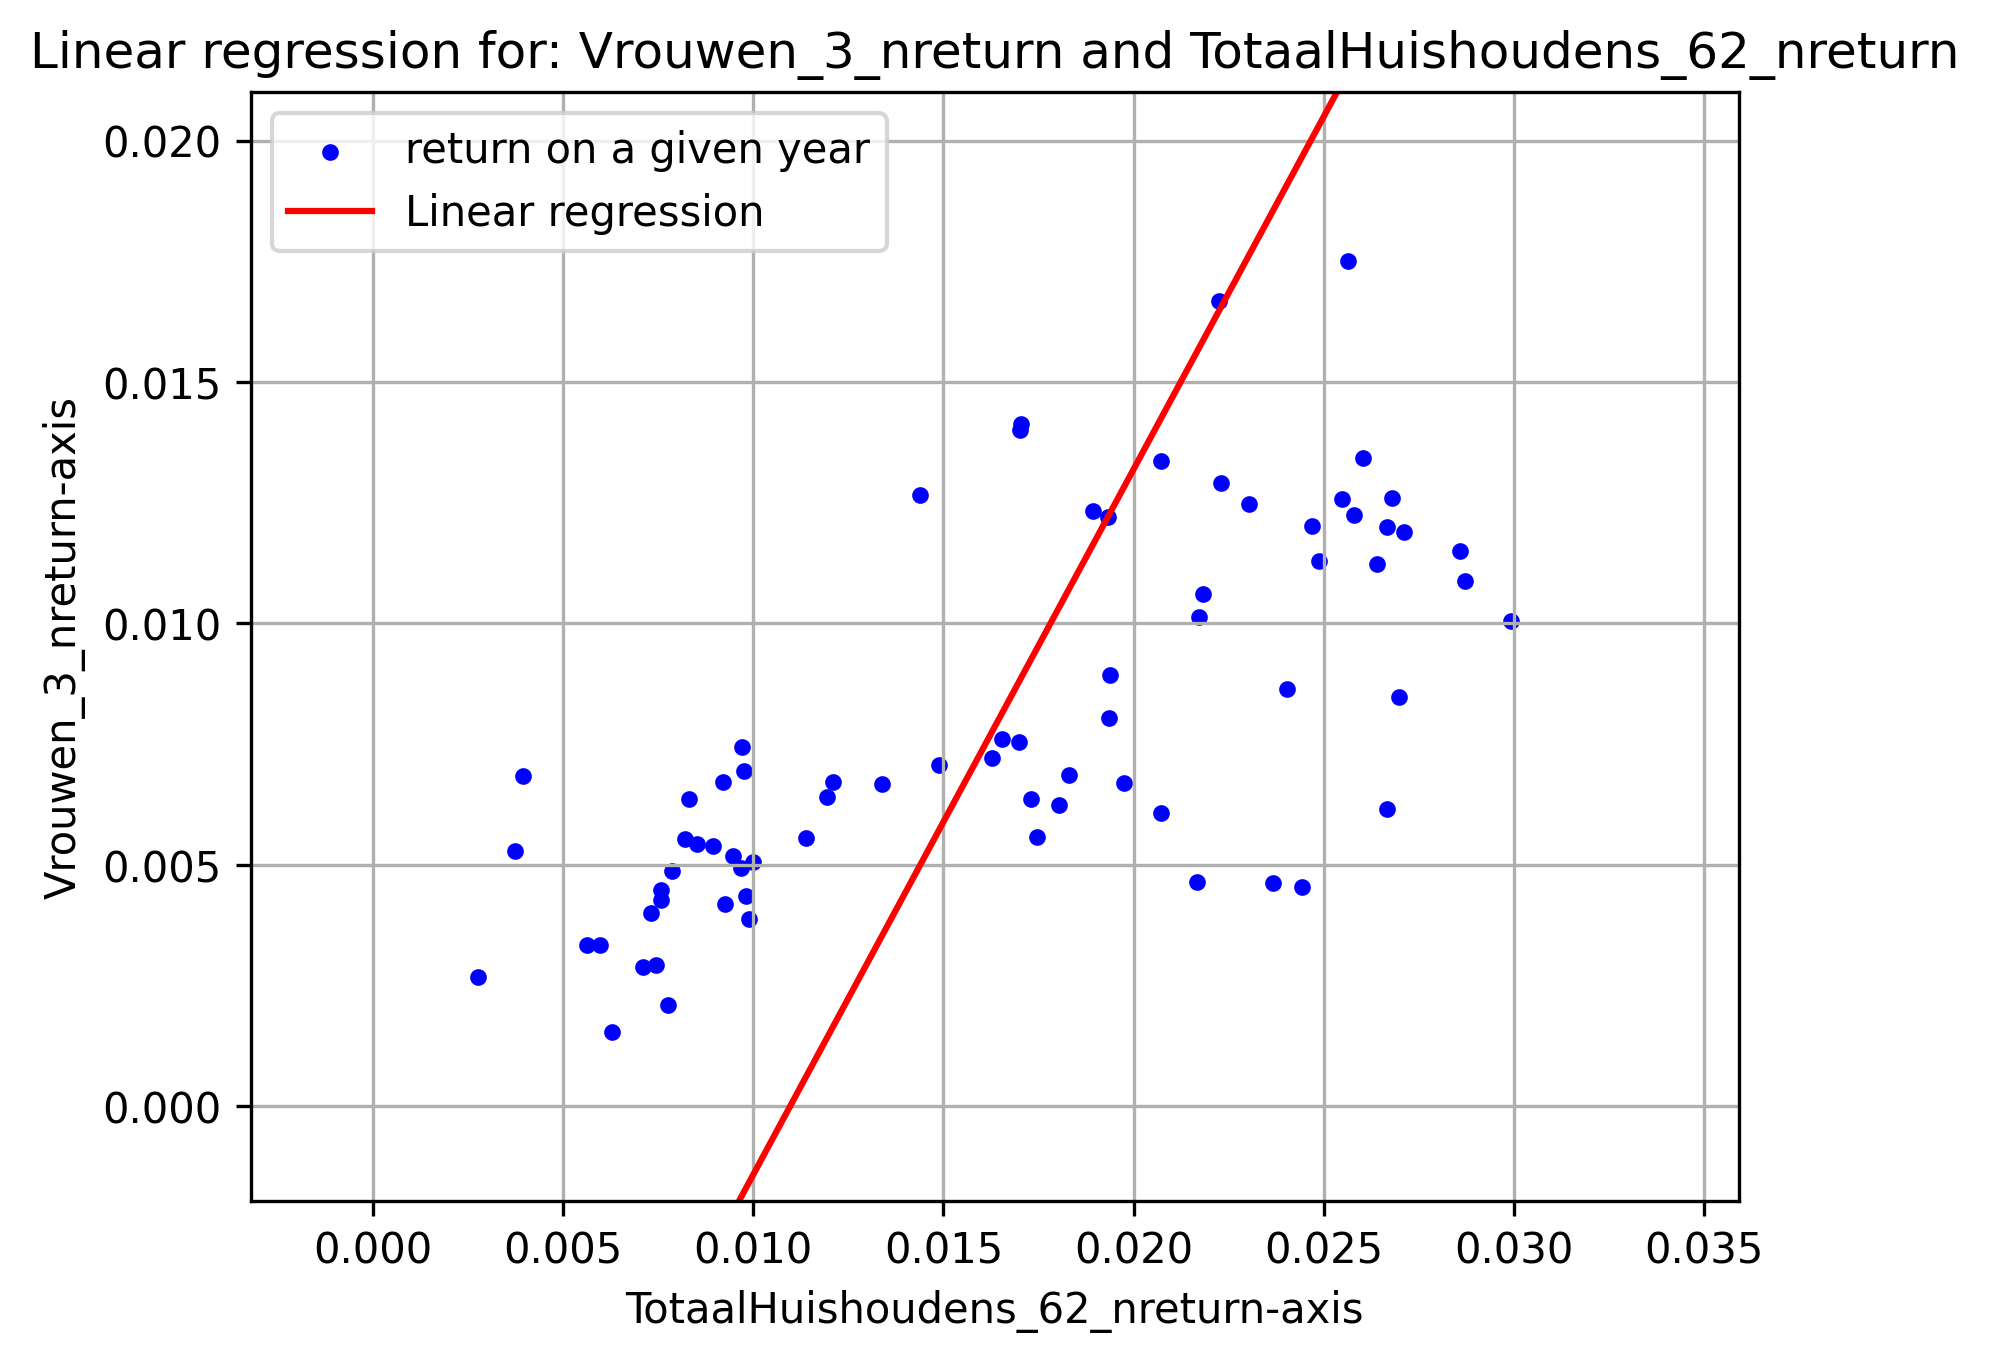 Linear regression for: Vrouwen_3_nreturn and TotaalHuishoudens_62_nreturn
return on a given year
Linear regression
0.020
0.015
0.010
0.005
0.000
Vrouwen_3_nreturn-axis
0.000 0.005 0.010 0.015 0.020 0.025 0.030 0.035
TotaalHuishoudens_62_nreturn-axis